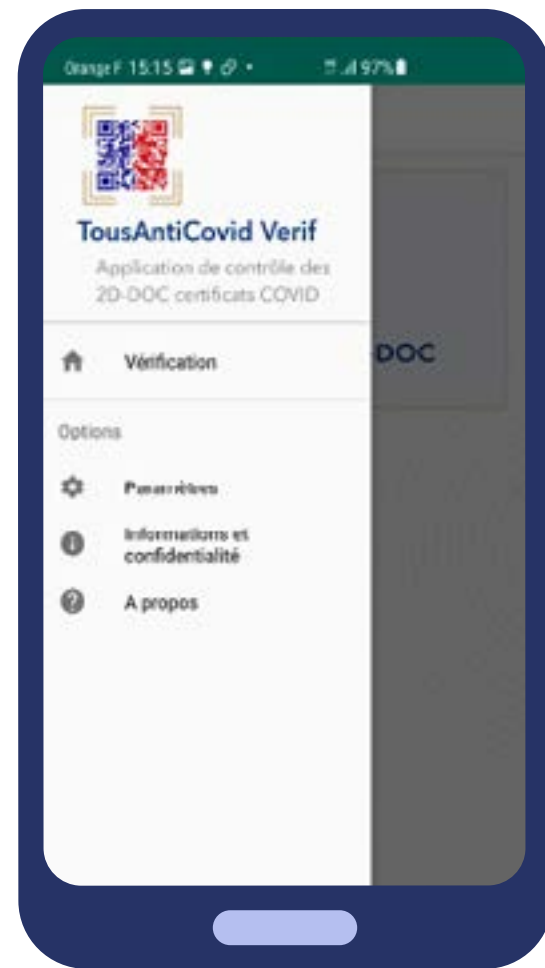 Orange F 15:15 97%
TousAntiCovid Verif
Application de contrôle des
2D-DOC certificats COVID
Vérification
DOC
Options
Paramètres
Informations et
confidentialité
A propos